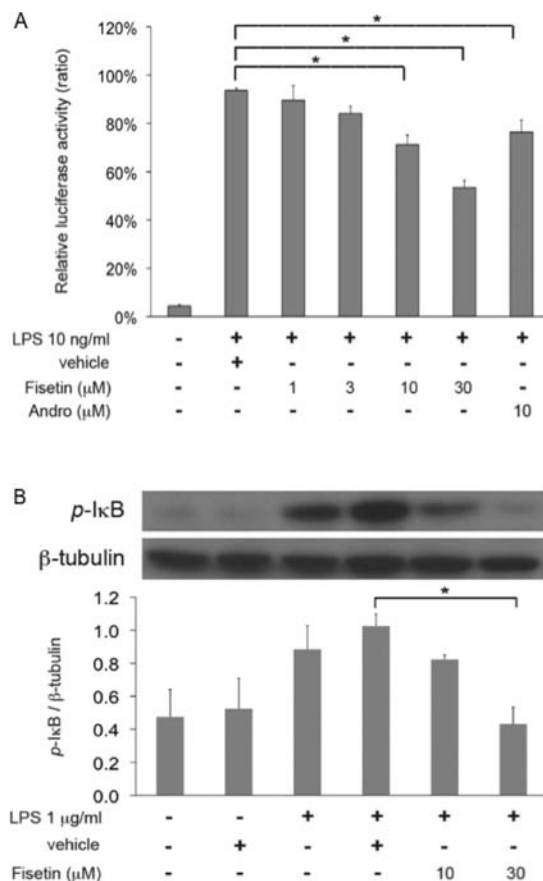 A
Relative luciferase activity (ratio)
120%
100%
80%
60%
40%
20%
0%
*
*
*
LPS 10 ng/ml - + + + + + +
vehicle - + - - - - -
Fisetin (μM) - - 1 3 10 30 -
Andro (μM) - - - - - - 10
B
p-IκB
β-tubulin
p-IκB / β-tubulin
1.2
1.0
0.8
0.6
0.4
0.2
0.0
*
LPS 1 μg/ml - - + + + +
vehicle - + - + - -
Fisetin (μM) - - - - 10 30